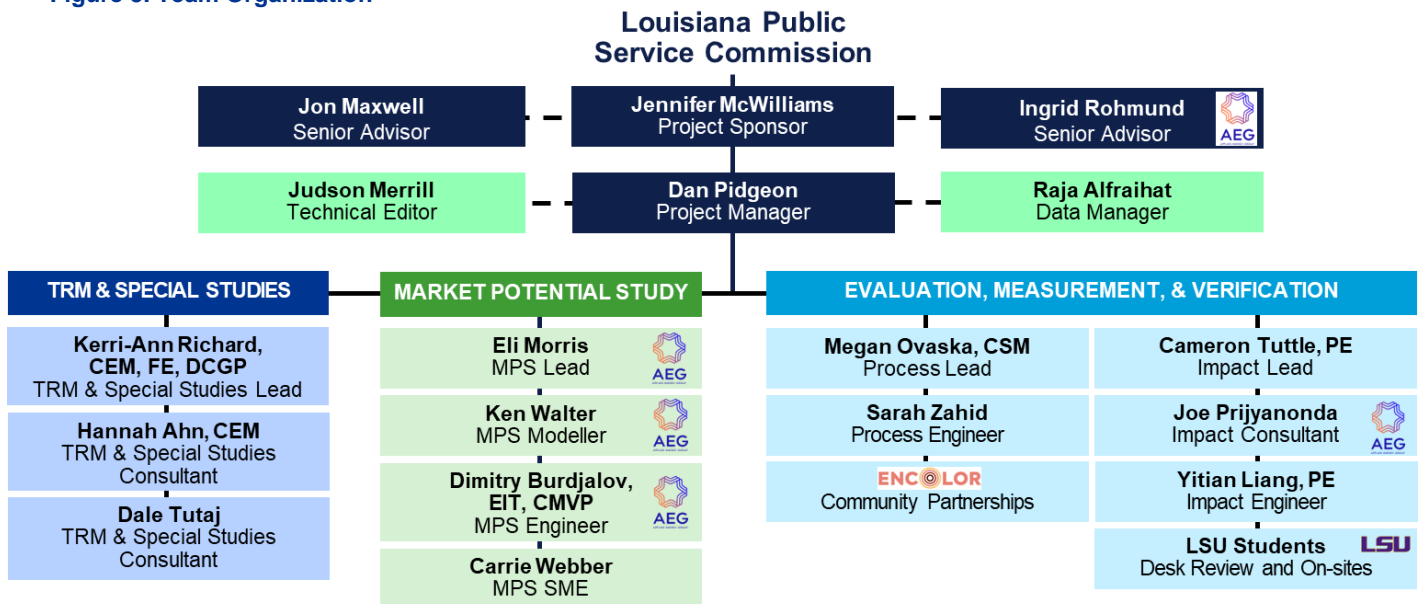 Figure 3. Team Organization
Louisiana Public
Service Commission
Jon Maxwell
Senior Advisor
Jennifer McWilliams
Project Sponsor
Ingrid Rohmund
Senior Advisor
AEG
Judson Merrill
Technical Editor
Dan Pidgeon
Project Manager
Raja Alfraihat
Data Manager
TRM & SPECIAL STUDIES
Kerri-Ann Richard,
CEM, FE, DCGP
TRM & Special Studies Lead
Hannah Ahn, CEM
TRM & Special Studies
Consultant
Dale Tutaj
TRM & Special Studies
Consultant
MARKET POTENTIAL STUDY
Eli Morris
MPS Lead
AEG
Ken Walter
MPS Modeller
AEG
Dimitry Burdjalov,
EIT, CMVP
MPS Engineer
AEG
Carrie Webber
MPS SME
EVALUATION, MEASUREMENT, & VERIFICATION
Megan Ovaska, CSM
Process Lead
Sarah Zahid
Process Engineer
ENCOLOR
Community Partnerships
Cameron Tuttle, PE
Impact Lead
Joe Prijyanonda
Impact Consultant
AEG
Yitian Liang, PE
Impact Engineer
LSU Students
LSU
Desk Review and On-sites